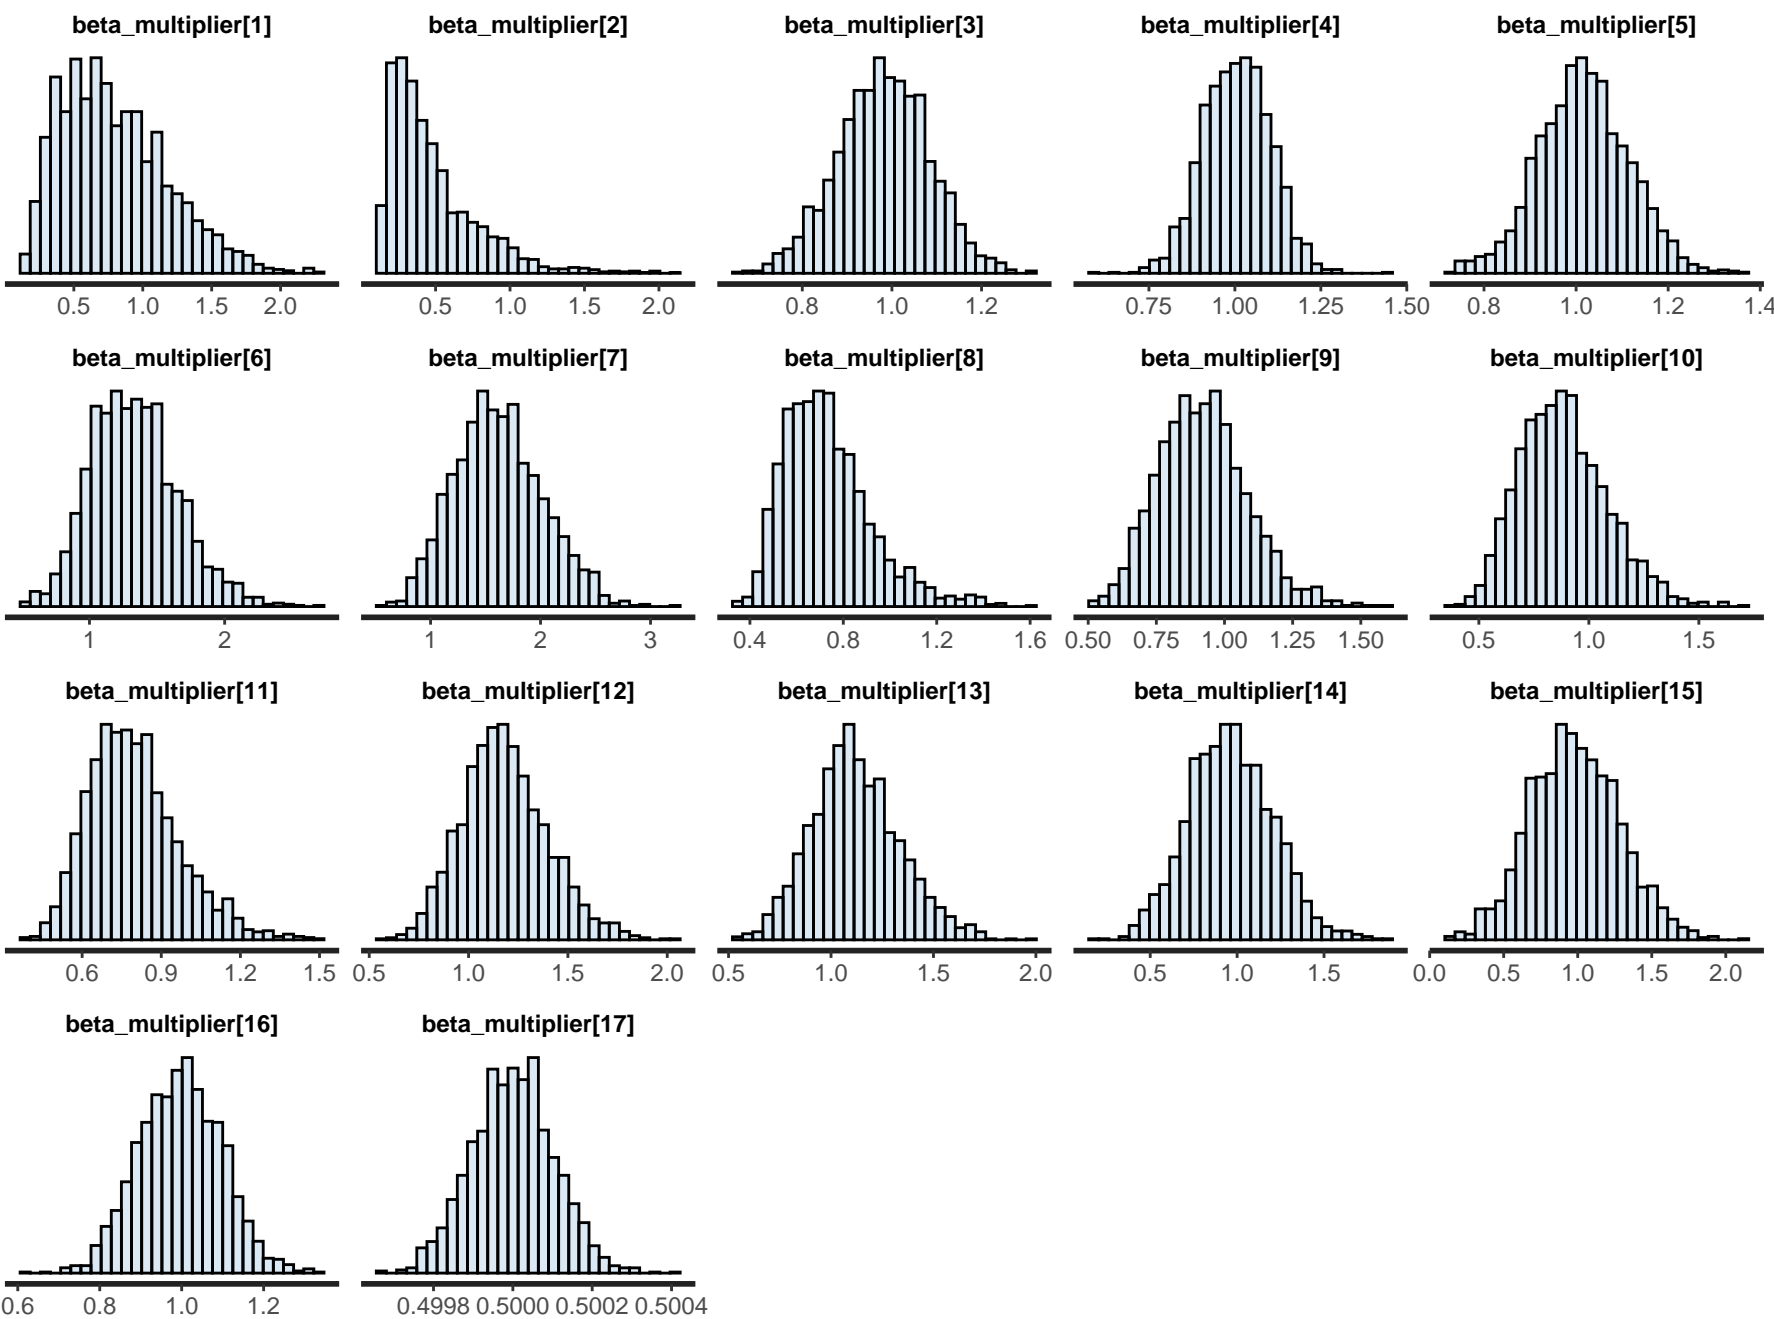 beta_multiplier[1] beta_multiplier[2] beta_multiplier[3] beta_multiplier[4] beta_multiplier[5]
0.5 1.0 1.5 2.0 0.5 1.0 1.5 2.0 0.8 1.0 1.2 0.75 1.00 1.25 1.50 0.8 1.0 1.2 1.4
beta_multiplier[6] beta_multiplier[7] beta_multiplier[8] beta_multiplier[9] beta_multiplier[10]
1 2 1 2 3 0.4 0.8 1.2 1.6 0.50 0.75 1.00 1.25 1.50 0.5 1.0 1.5
beta_multiplier[11] beta_multiplier[12] beta_multiplier[13] beta_multiplier[14] beta_multiplier[15]
0.6 0.9 1.2 1.5 0.5 1.0 1.5 2.0 0.5 1.0 1.5 2.0 0.5 1.0 1.5 0.0 0.5 1.0 1.5 2.0
beta_multiplier[16] beta_multiplier[17]
0.6 0.8 1.0 1.2 0.4998 0.5000 0.5002 0.5004